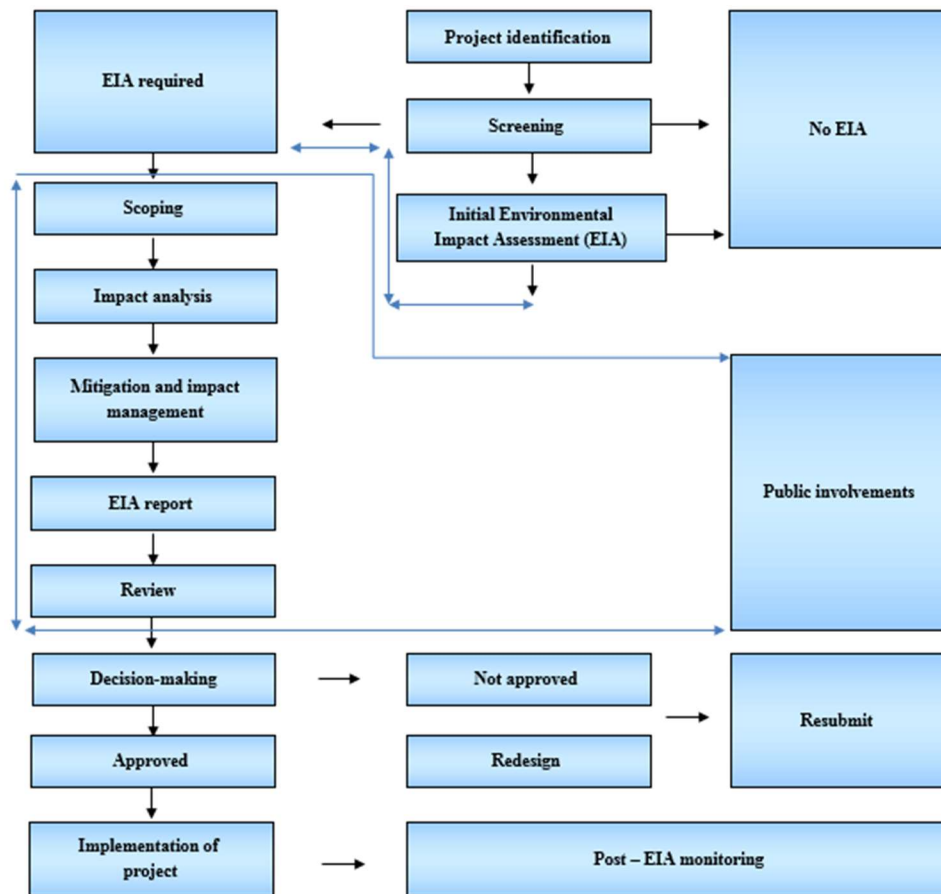 Project identification
EIA required
Screening
No EIA
Scoping
Initial Environmental
Impact Assessment (EIA)
Impact analysis
Mitigation and impact
management
EIA report
Public involvements
Review
Decision-making
Not approved
Resubmit
Approved
Redesign
Implementation of
project
Post – EIA monitoring